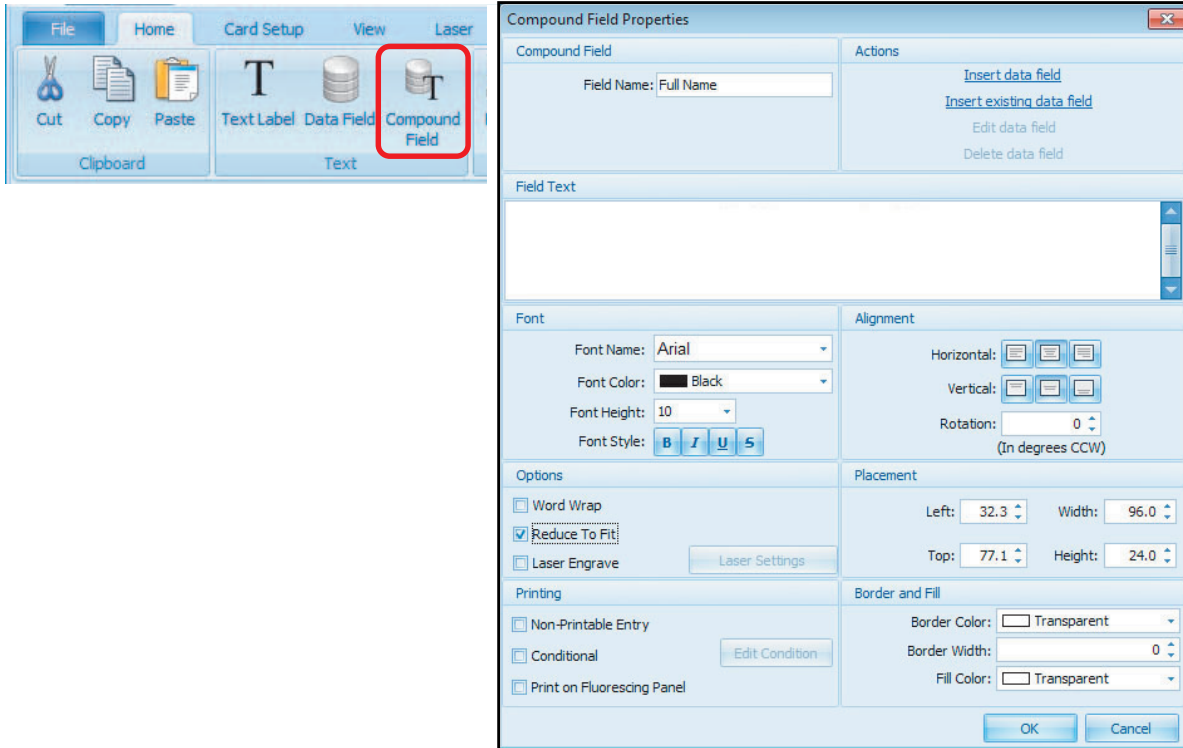 File Home Card Setup View Laser
Cut Copy Paste Text Label Data Field Compound Field
Clipboard Text
Compound Field Properties
Compound Field Actions
Field Name: Full Name
Insert data field
Insert existing data field
Edit data field
Delete data field
Field Text
Font Alignment
Font Name: Arial Horizontal:
Font Color: Black Vertical:
Font Height: 10 Rotation: 0
Font Style: B I U S (In degrees CCW)
Options Placement
Word Wrap Left: 32.3 Width: 96.0
Reduce To Fit
Laser Engrave Laser Settings Top: 77.1 Height: 24.0
Printing Border and Fill
Non-Printable Entry Border Color: Transparent
Conditional Edit Condition Border Width: 0
Print on Fluorescing Panel Fill Color: Transparent
OK Cancel